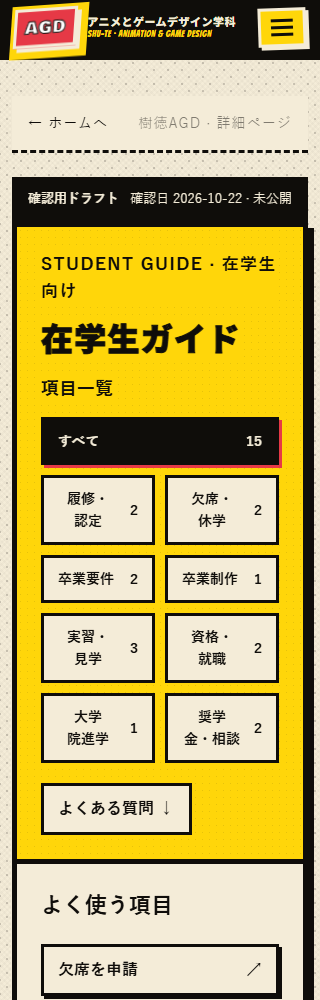 AGD
アニメとゲームデザイン学科
SHU-TE · ANIMATION & GAME DESIGN
← ホームへ
樹徳AGD · 詳細ページ
確認用ドラフト 確認日 2026-10-22 · 未公開
STUDENT GUIDE · 在学生
向け
在学生ガイド
項目一覧
すべて 15
履修・
認定 2
欠席・
休学 2
卒業要件 2
卒業制作 1
実習・
見学 3
資格・
就職 2
大学
院進学 1
奨学
金・相談 2
よくある質問 ↓
よく使う項目
欠席を申請 ↗